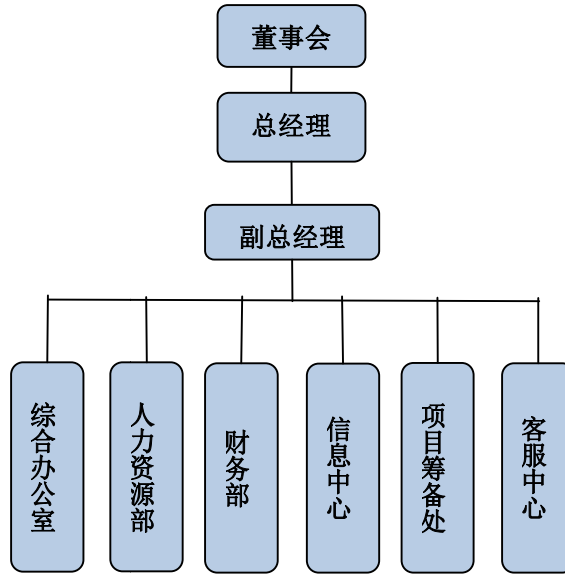 董事会
总经理
副总经理
综合办公室
人力资源部
财务部
信息中心
项目筹备处
客服中心